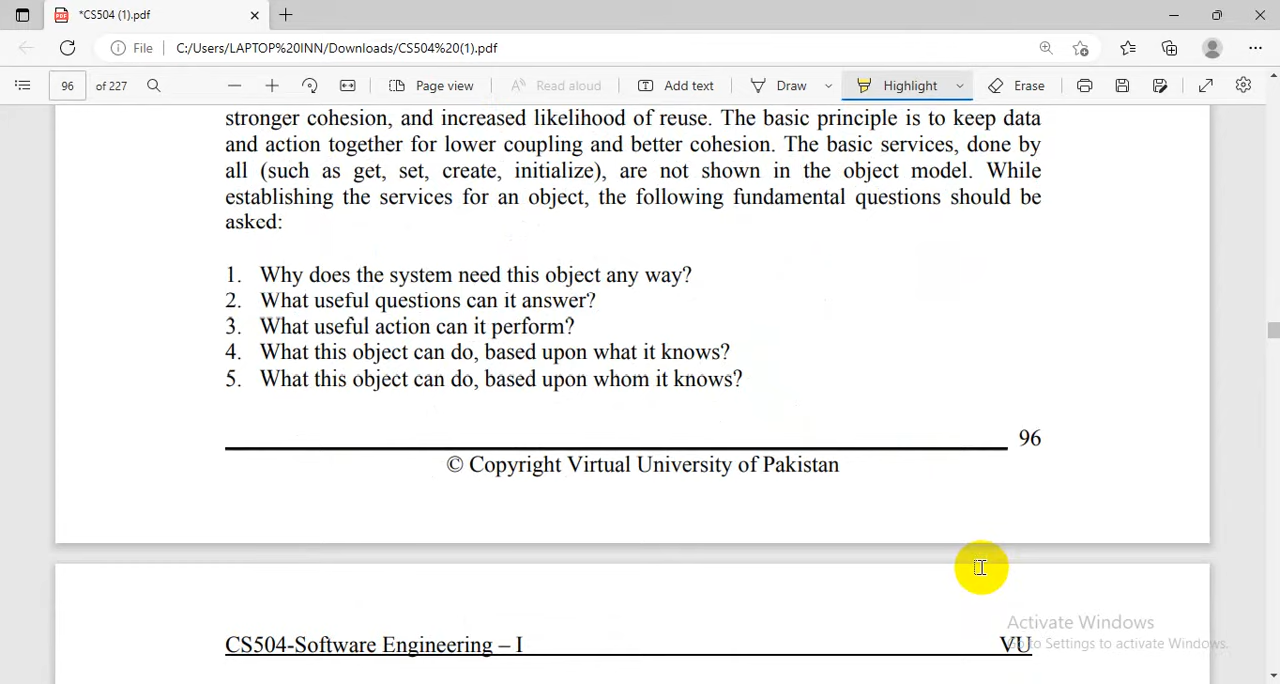 *CS504 (1).pdf
File C:/Users/LAPTOP%20INN/Downloads/CS504%20(1).pdf
96 of 227 Page view Read aloud Add text Draw Highlight Erase
stronger cohesion, and increased likelihood of reuse. The basic principle is to keep data
and action together for lower coupling and better cohesion. The basic services, done by
all (such as get, set, create, initialize), are not shown in the object model. While
establishing the services for an object, the following fundamental questions should be
asked:
1. Why does the system need this object any way?
2. What useful questions can it answer?
3. What useful action can it perform?
4. What this object can do, based upon what it knows?
5. What this object can do, based upon whom it knows?
96
© Copyright Virtual University of Pakistan
Activate Windows
CS504-Software Engineering – I VU
Go to Settings to activate Windows.